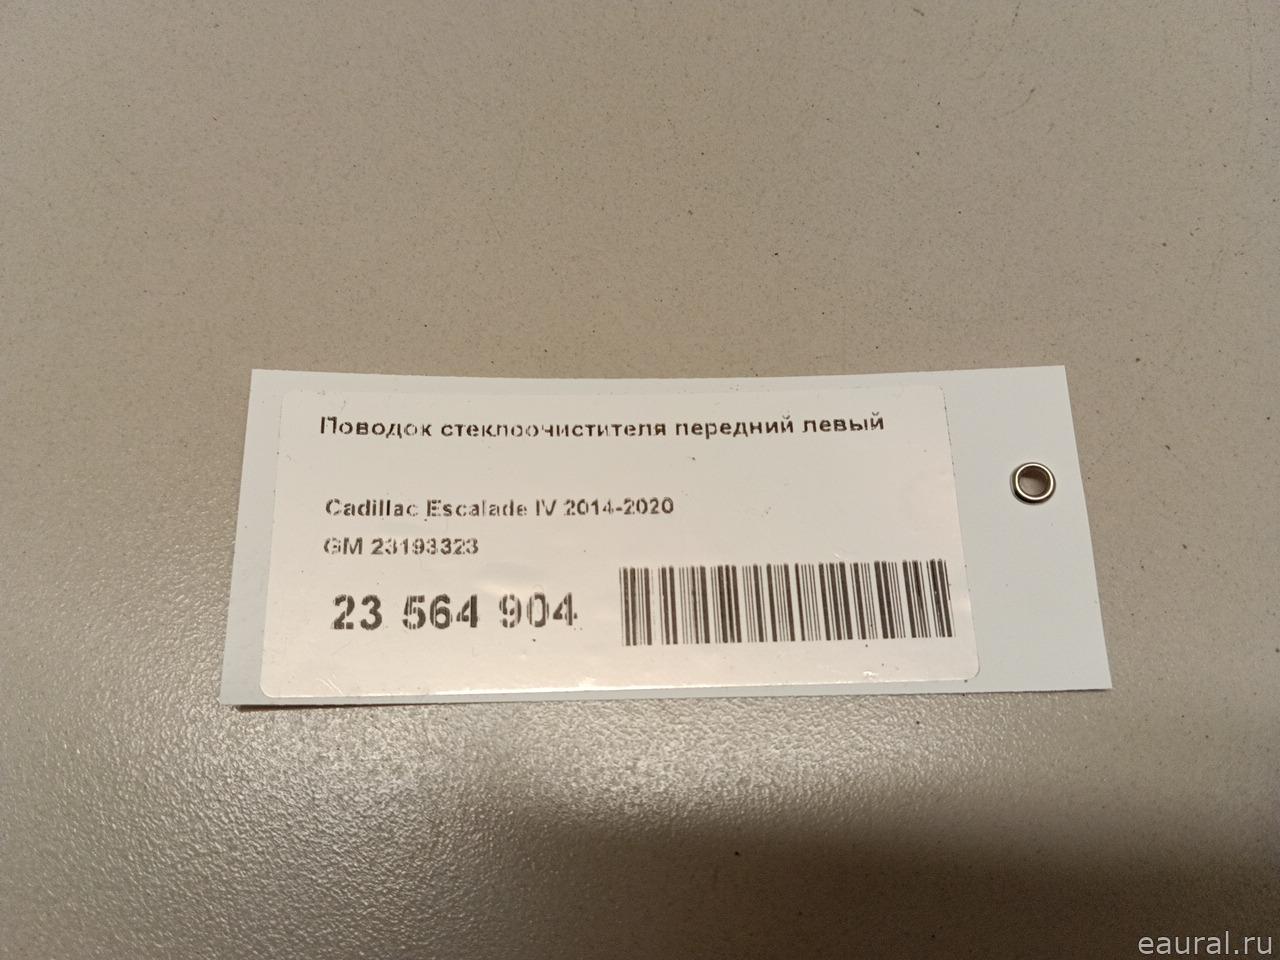 Поводок стеклоочистителя передний левый
Cadillac Escalade IV 2014-2020
GM 23193323
23 564 904
eaural.ru